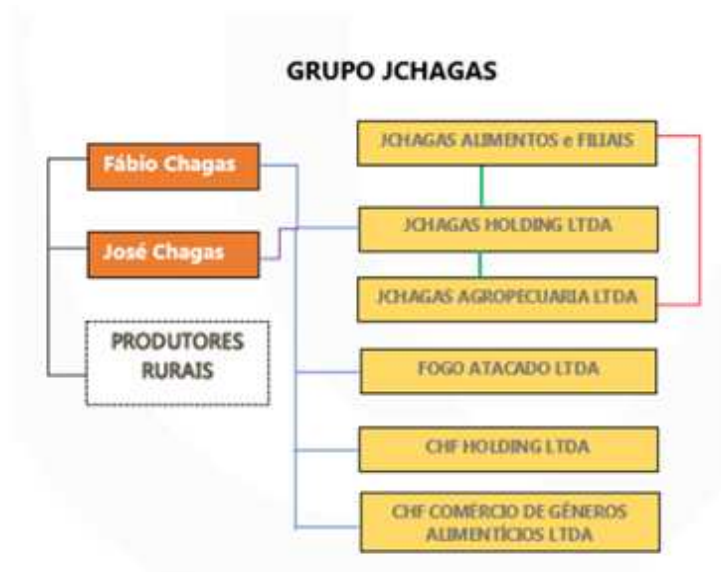 GRUPO JCHAGAS
Fábio Chagas
José Chagas
PRODUTORES
RURAIS
JCHAGAS ALIMENTOS e FILIAIS
JCHAGAS HOLDING LTDA
JCHAGAS AGROPECUARIA LTDA
FOGO ATACADO LTDA
CHF HOLDING LTDA
CHF COMÉRCIO DE GÊNEROS
ALIMENTÍCIOS LTDA